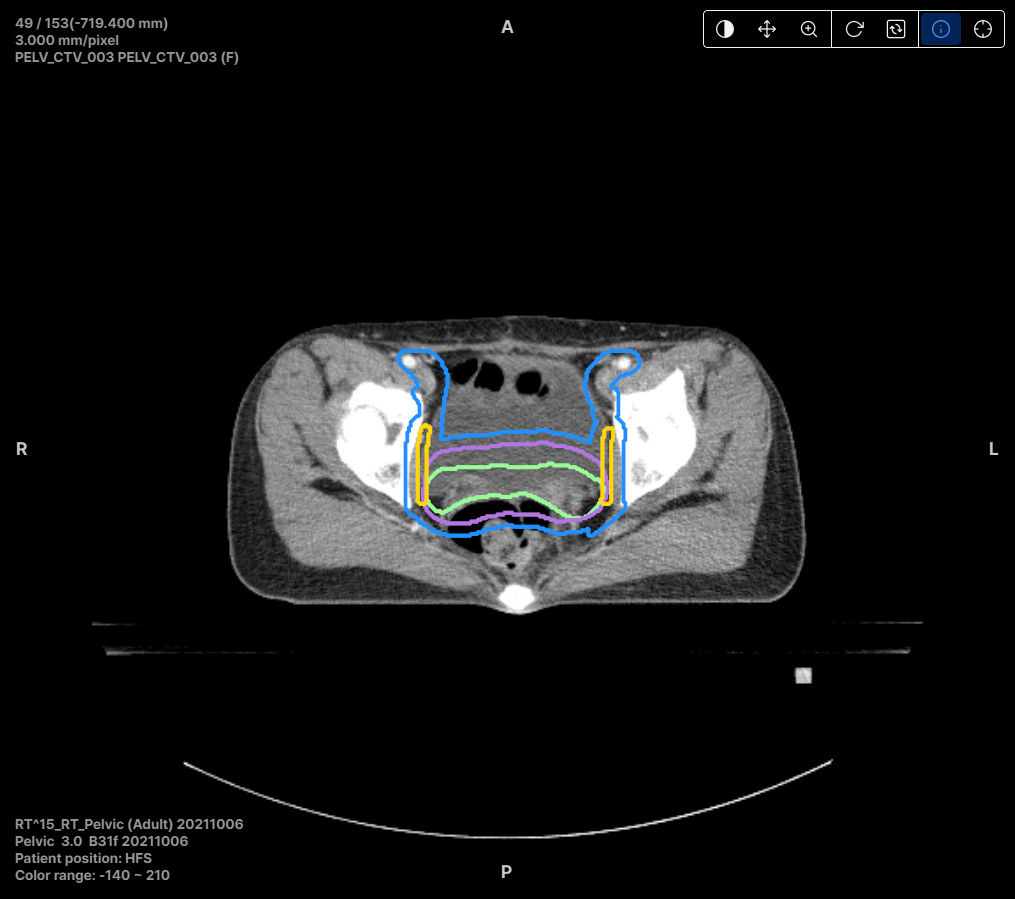 49 / 153(-719.400 mm)
3.000 mm/pixel
PELV_CTV_003 PELV_CTV_003 (F)
A
R
L
RT^15_RT_Pelvic (Adult) 20211006
Pelvic  3.0  B31f 20211006
Patient position: HFS
Color range: -140 ~ 210
P